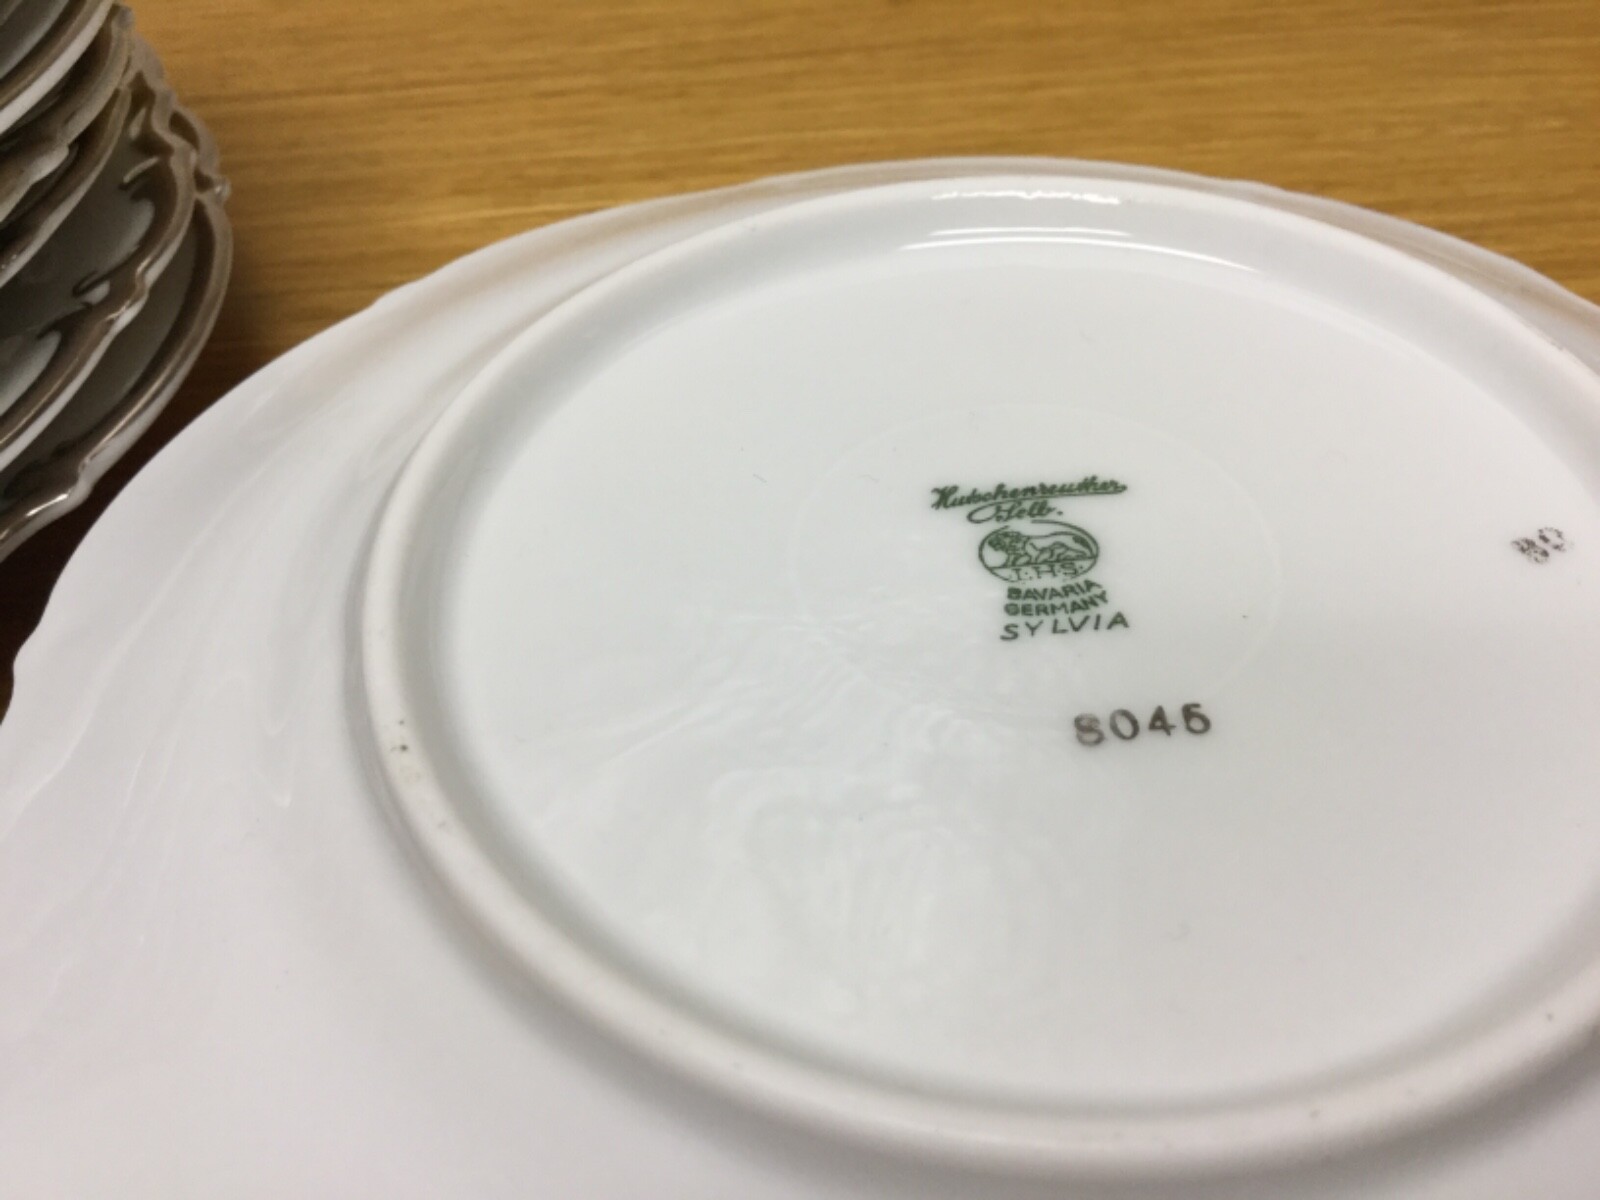 Hutschenreuther
Selb.
I.H.S.
BAVARIA
GERMANY
SYLVIA
8045